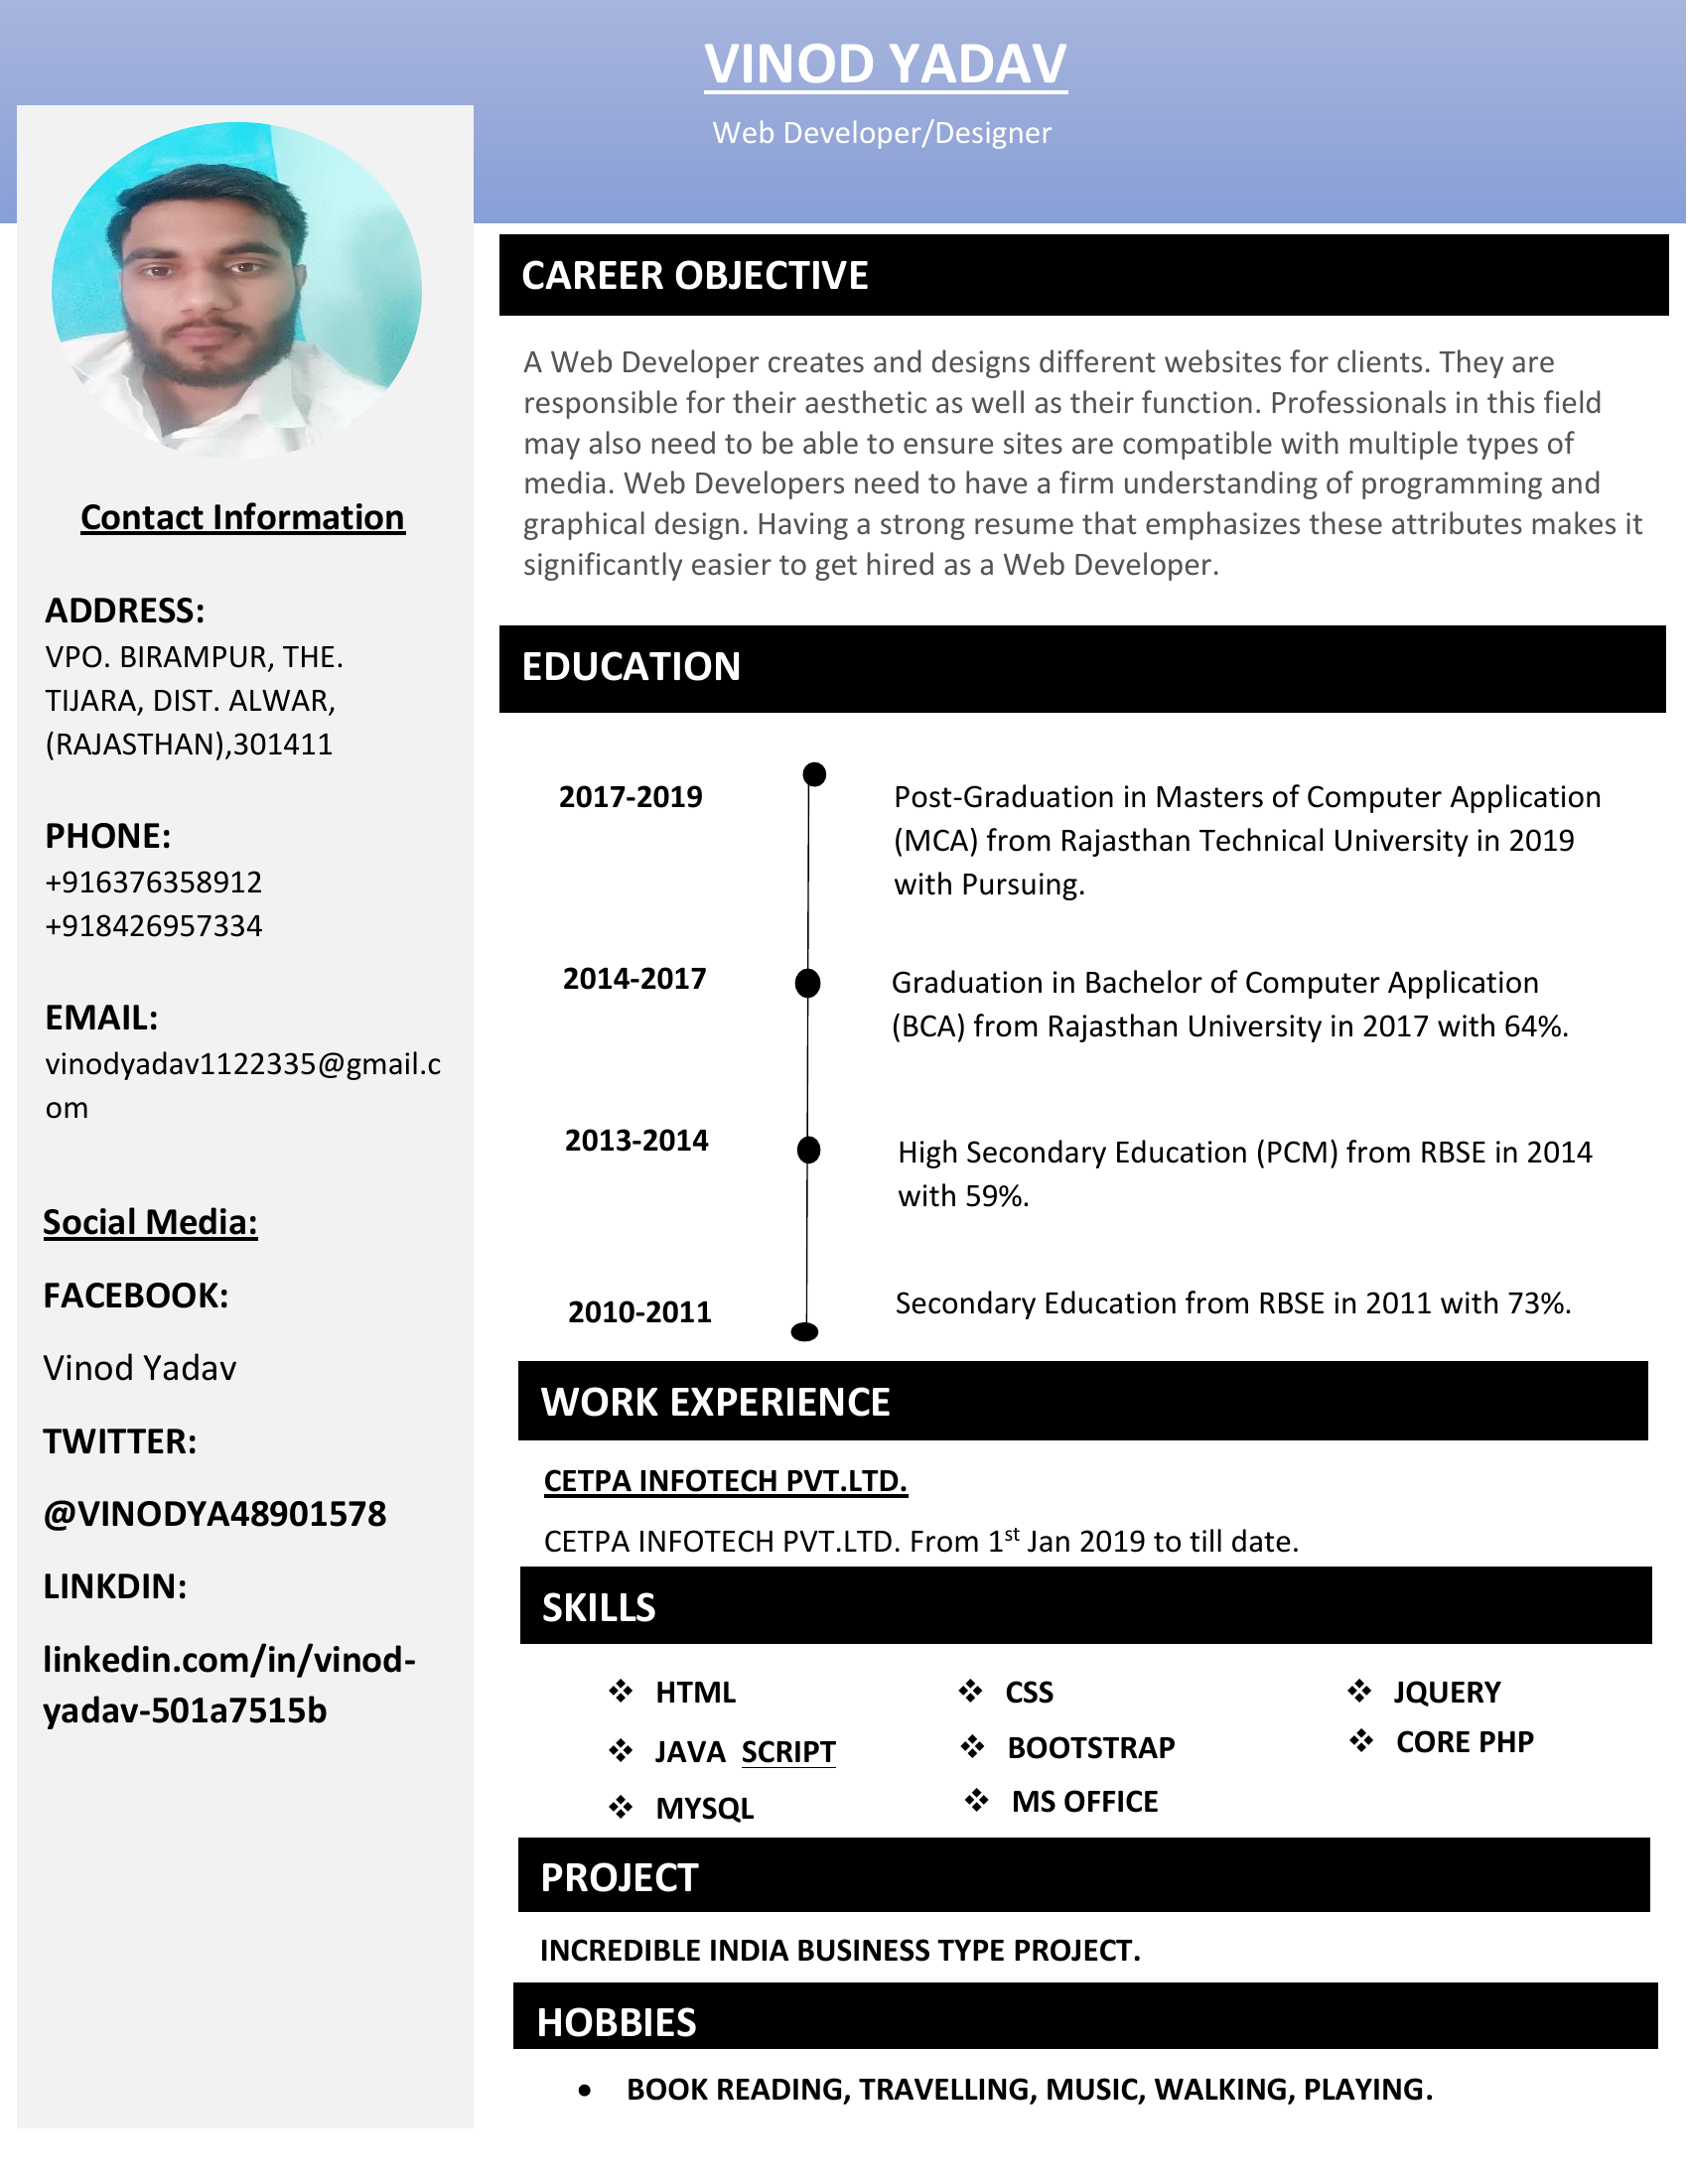 VINOD YADAV
Web Developer/Designer
Contact Information
ADDRESS:
VPO. BIRAMPUR, THE.
TIJARA, DIST. ALWAR,
(RAJASTHAN),301411
PHONE:
+916376358912
+918426957334
EMAIL:
vinodyadav1122335@gmail.c
om
Social Media:
FACEBOOK:
Vinod Yadav
TWITTER:
@VINODYA48901578
LINKDIN:
linkedin.com/in/vinod-
yadav-501a7515b
CAREER OBJECTIVE
A Web Developer creates and designs different websites for clients. They are
responsible for their aesthetic as well as their function. Professionals in this field
may also need to be able to ensure sites are compatible with multiple types of
media. Web Developers need to have a firm understanding of programming and
graphical design. Having a strong resume that emphasizes these attributes makes it
significantly easier to get hired as a Web Developer.
EDUCATION
2017-2019
Post-Graduation in Masters of Computer Application
(MCA) from Rajasthan Technical University in 2019
with Pursuing.
2014-2017
Graduation in Bachelor of Computer Application
(BCA) from Rajasthan University in 2017 with 64%.
2013-2014
High Secondary Education (PCM) from RBSE in 2014
with 59%.
2010-2011
Secondary Education from RBSE in 2011 with 73%.
WORK EXPERIENCE
CETPA INFOTECH PVT.LTD.
CETPA INFOTECH PVT.LTD. From 1st Jan 2019 to till date.
SKILLS
❖ HTML ❖ CSS ❖ JQUERY
❖ JAVA SCRIPT ❖ BOOTSTRAP ❖ CORE PHP
❖ MYSQL ❖ MS OFFICE
PROJECT
INCREDIBLE INDIA BUSINESS TYPE PROJECT.
HOBBIES
• BOOK READING, TRAVELLING, MUSIC, WALKING, PLAYING.